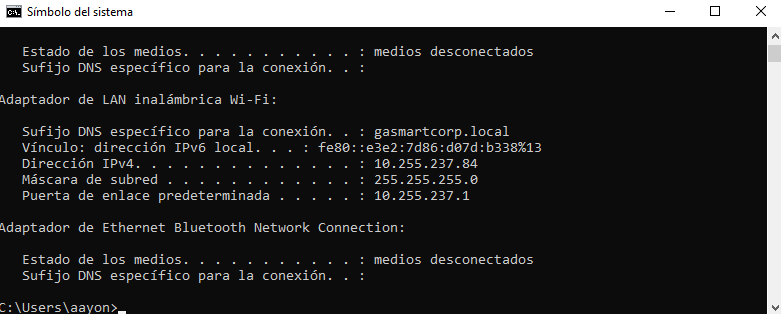 Símbolo del sistema
Estado de los medios. . . . . . . . . . . : medios desconectados
Sufijo DNS específico para la conexión. . :
Adaptador de LAN inalámbrica Wi-Fi:
Sufijo DNS específico para la conexión. . : gasmartcorp.local
Vínculo: dirección IPv6 local. . . : fe80::e3e2:7d86:d07d:b338%13
Dirección IPv4. . . . . . . . . . . . . . : 10.255.237.84
Máscara de subred . . . . . . . . . . . . : 255.255.255.0
Puerta de enlace predeterminada . . . . . : 10.255.237.1
Adaptador de Ethernet Bluetooth Network Connection:
Estado de los medios. . . . . . . . . . . : medios desconectados
Sufijo DNS específico para la conexión. . :
C:\Users\aayon>